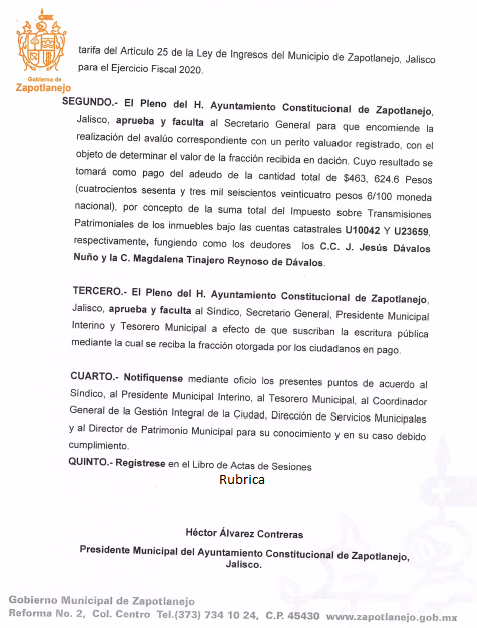 tarifa del Articulo 25 de la Ley de Ingresos del Municipio de Zapotlanejo, Jalisco
para el Ejercicio Fiscal 2020.
Gobierno de
Zapotlanejo
SEGUNDO.- El Pleno del H. Ayuntamiento Constitucional de Zapotlanejo,
Jalisco, aprueba y faculta al Secretario General para que encomiende la
realización del avalúo correspondiente con un perito valuador registrado, con el
objeto de determinar el valor de la fracción recibida en dación. Cuyo resultado se
tomará como pago del adeudo de la cantidad total de $463, 624.6 Pesos
(cuatrocientos sesenta y tres mil seiscientos veinticuatro pesos 6/100 moneda
nacional), por concepto de la suma total del Impuesto sobre Transmisiones
Patrimoniales de los inmuebles bajo las cuentas catastrales U10042 Y U23659,
respectivamente, fungiendo como los deudores los C.C. J. Jesús Dávalos
Nuño y la C. Magdalena Tinajero Reynoso de Dávalos.
TERCERO.- El Pleno del H. Ayuntamiento Constitucional de Zapotlanejo,
Jalisco, aprueba y faculta al Síndico, Secretario General, Presidente Municipal
Interino y Tesorero Municipal a efecto de que suscriban la escritura pública
mediante la cual se reciba la fracción otorgada por los ciudadanos en pago.
CUARTO.- Notifiquense mediante oficio los presentes puntos de acuerdo al
Síndico, al Presidente Municipal Interino, al Tesorero Municipal, al Coordinador
General de la Gestión Integral de la Ciudad, Dirección de Servicios Municipales
y al Director de Patrimonio Municipal para su conocimiento y en su caso debido
cumplimiento.
QUINTO.- Registrese en el Libro de Actas de Sesiones
Rubrica
Héctor Álvarez Contreras
Presidente Municipal del Ayuntamiento Constitucional de Zapotlanejo,
Jalisco.
Gobierno Municipal de Zapotlanejo
Reforma No. 2, Col. Centro Tel.(373) 734 10 24, C.P. 45430 www.zapotlanejo.gob.mx